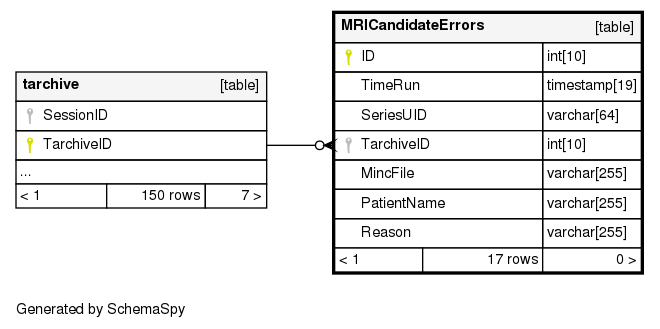 tarchive [table]
SessionID
TarchiveID
...
< 1 150 rows 7 >
MRICandidateErrors [table]
ID int[10]
TimeRun timestamp[19]
SeriesUID varchar[64]
TarchiveID int[10]
MincFile varchar[255]
PatientName varchar[255]
Reason varchar[255]
< 1 17 rows 0 >
Generated by SchemaSpy